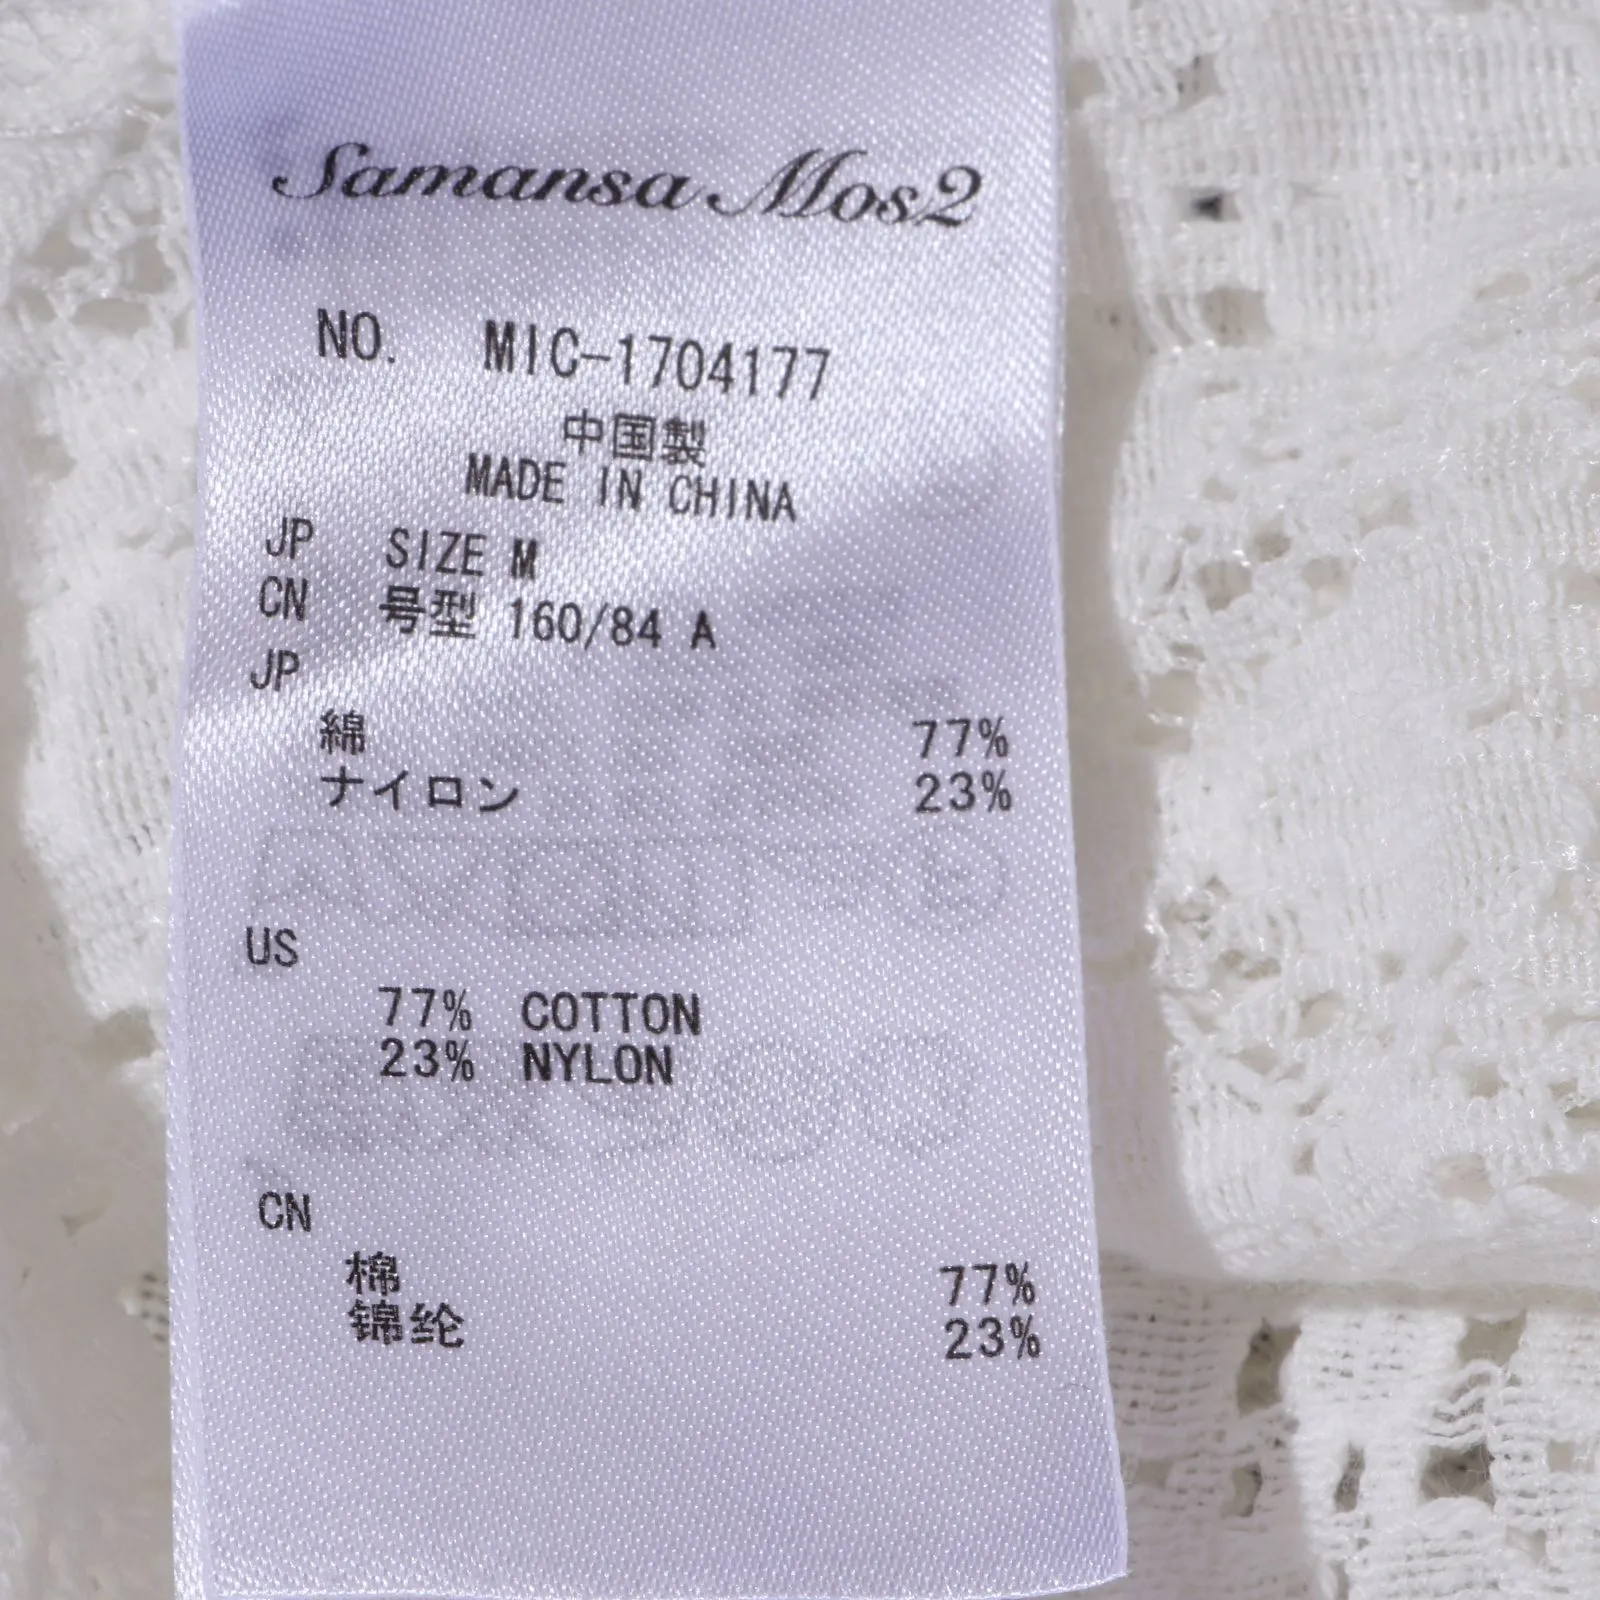 Samansa Mos2
NO. MIC-1704177
中国製
MADE IN CHINA
JP SIZE M
CN 号型 160/84 A
JP
綿 77%
ナイロン 23%
US
77% COTTON
23% NYLON
CN
棉 77%
锦纶 23%